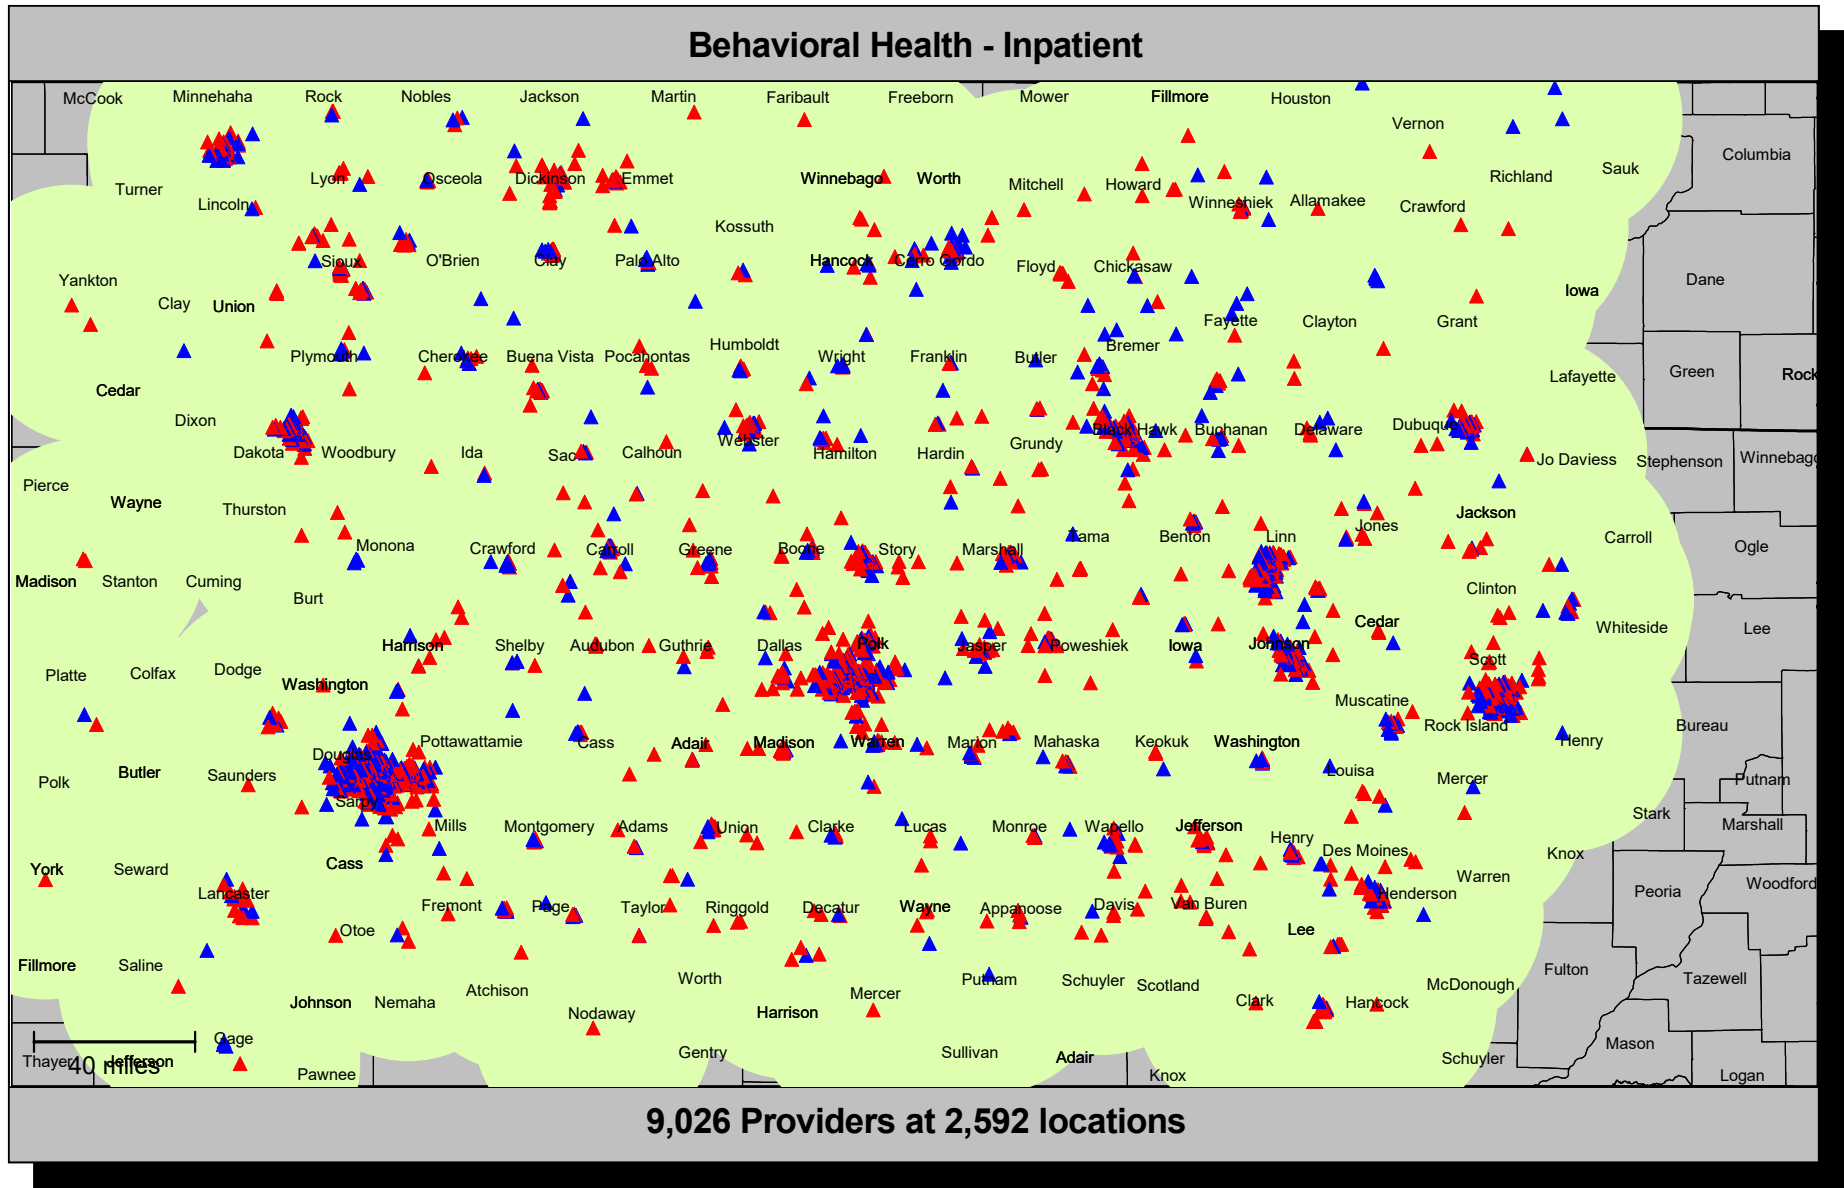 Behavioral Health - Inpatient
McCook Minnehaha Rock Nobles Jackson Martin Faribault Freeborn Mower Fillmore Houston
Vernon
Columbia
Sauk
Turner Lyon Osceola Dickinson Emmet Winnebago Worth Mitchell Howard Richland
Lincoln Winneshiek Allamakee Crawford
Kossuth
Sioux O'Brien Clay Palo Alto Hancock Cerro Gordo Floyd Chickasaw
Yankton Dane
Clay Union Iowa
Fayette Clayton Grant
Plymouth Cherokee Buena Vista Pocahontas Humboldt Wright Franklin Butler Bremer
Cedar Lafayette Green Rock
Dixon Webster Black Hawk Buchanan Delaware Dubuque
Dakota Woodbury Ida Sac Calhoun Hamilton Hardin Grundy Jo Daviess Stephenson Winnebago
Pierce
Wayne Thurston Jackson
Monona Crawford Carroll Greene Boone Story Marshall Tama Benton Linn Jones Carroll Ogle
Madison Stanton Cuming Clinton
Burt Cedar Whiteside Lee
Harrison Shelby Audubon Guthrie Dallas Polk Jasper Poweshiek Iowa Johnson Scott
Platte Colfax Dodge
Washington Muscatine
Rock Island Bureau
Douglas Pottawattamie Cass Adair Madison Warren Marion Mahaska Keokuk Washington Henry
Polk Butler Saunders Louisa Mercer Putnam
Sarpy
Mills Montgomery Adams Union Clarke Lucas Monroe Wapello Jefferson Henry Stark Marshall
Des Moines Knox
York Seward Cass Warren
Lancaster Fremont Page Taylor Ringgold Decatur Wayne Appanoose Davis Van Buren Henderson Peoria Woodford
Otoe Lee
Fillmore Saline Fulton
Worth Putnam Schuyler Scotland McDonough Tazewell
Johnson Nemaha Atchison Nodaway Harrison Mercer Clark Hancock
Gage
Thayer Jefferson Gentry Sullivan Adair Schuyler Mason
40 miles
Pawnee Knox Logan
9,026 Providers at 2,592 locations